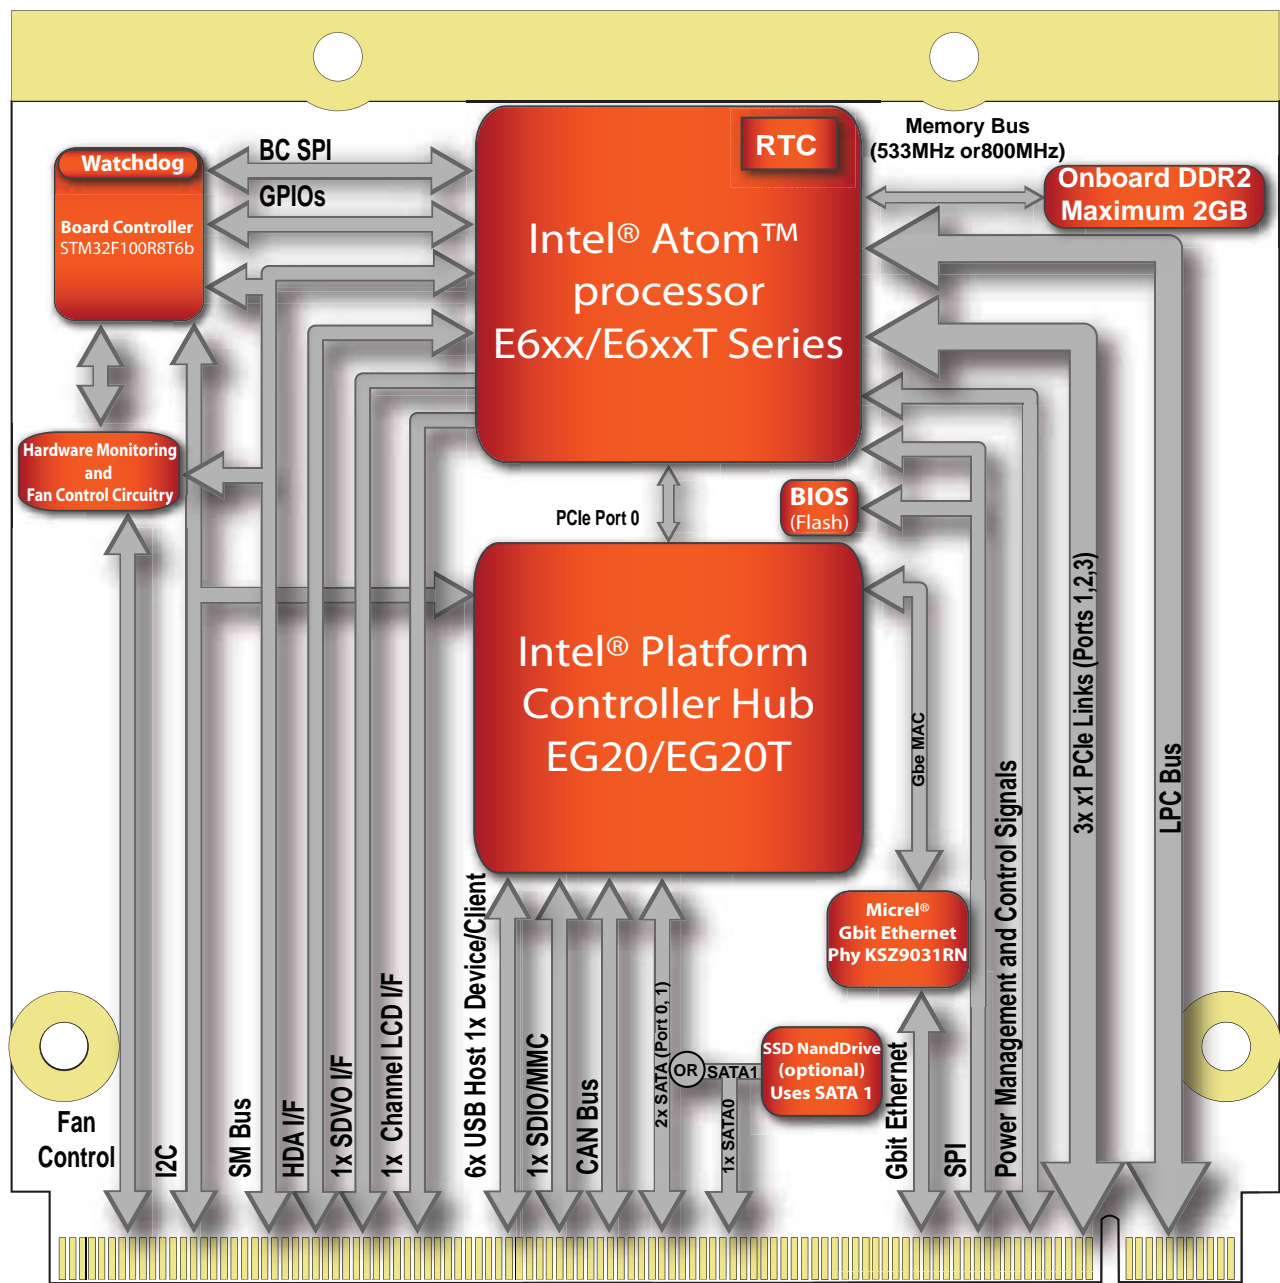 Watchdog
Board Controller
STM32F100R8T6b
BC SPI
GPIOs
RTC
Intel® Atom™
processor
E6xx/E6xxT Series
Memory Bus
(533MHz or800MHz)
Onboard DDR2
Maximum 2GB
Hardware Monitoring
and
Fan Control Circuitry
PCIe Port 0
BIOS
(Flash)
Intel® Platform
Controller Hub
EG20/EG20T
Gbe MAC
Micrel®
Gbit Ethernet
Phy KSZ9031RN
SSD NandDrive
(optional)
Uses SATA 1
OR
SATA1
1x SATA0
2x SATA (Port 0, 1)
Fan
Control
I2C
SM Bus
HDA I/F
1x SDVO I/F
1x Channel LCD I/F
6x USB Host 1x Device/Client
1x SDIO/MMC
CAN Bus
Gbit Ethernet
SPI
Power Management and Control Signals
3x x1 PCIe Links (Ports 1,2,3)
LPC Bus